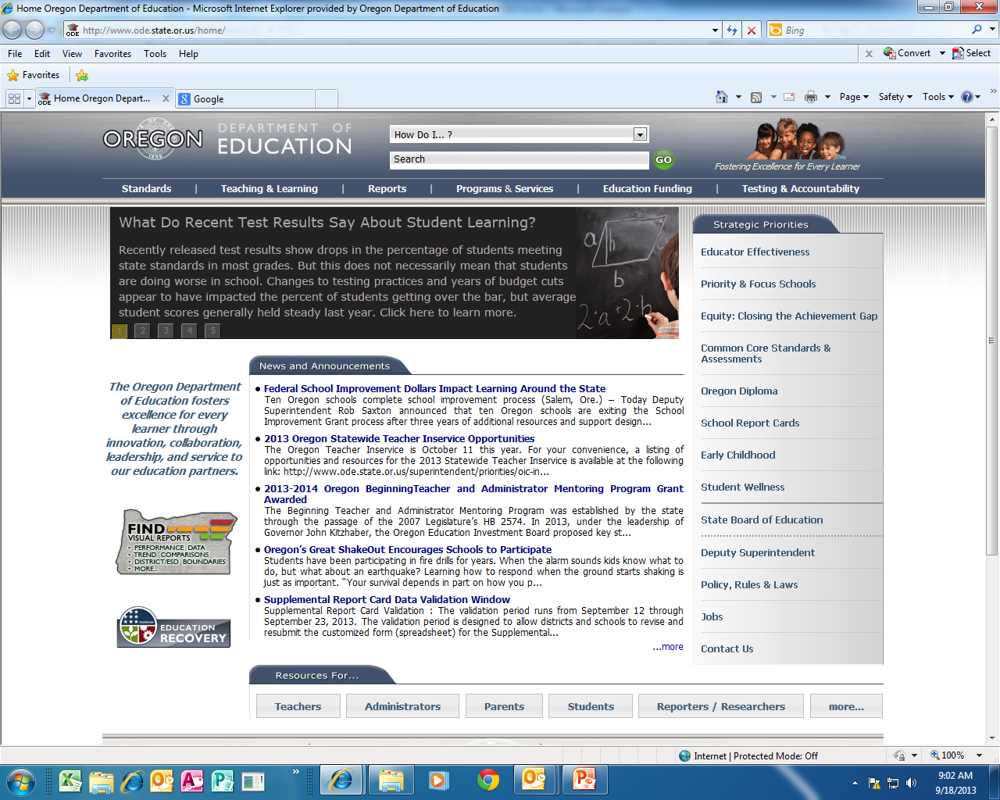 Home Oregon Department of Education - Microsoft Internet Explorer provided by Oregon Department of Education
http://www.ode.state.or.us/home/
Bing
File Edit View Favorites Tools Help
Convert Select
Favorites
Home Oregon Depart...
Google
Page Safety Tools
OREGON
1859
DEPARTMENT OF
EDUCATION
How Do I... ?
Search
GO
Fostering Excellence for Every Learner
Standards | Teaching & Learning | Reports | Programs & Services | Education Funding | Testing & Accountability
What Do Recent Test Results Say About Student Learning?
Recently released test results show drops in the percentage of students meeting
state standards in most grades. But this does not necessarily mean that students
are doing worse in school. Changes to testing practices and years of budget cuts
appear to have impacted the percent of students getting over the bar, but average
student scores generally held steady last year. Click here to learn more.
1 2 3 4 5
a h
b
2·a+2·b
Strategic Priorities
Educator Effectiveness
Priority & Focus Schools
Equity: Closing the Achievement Gap
Common Core Standards &
Assessments
Oregon Diploma
School Report Cards
Early Childhood
Student Wellness
State Board of Education
Deputy Superintendent
Policy, Rules & Laws
Jobs
Contact Us
The Oregon Department
of Education fosters
excellence for every
learner through
innovation, collaboration,
leadership, and service to
our education partners.
FIND
VISUAL REPORTS
• PERFORMANCE DATA
• TREND COMPARISONS
• DISTRICT/ESD BOUNDARIES
• MORE...
EDUCATION
RECOVERY
News and Announcements
Federal School Improvement Dollars Impact Learning Around the State
Ten Oregon schools complete school improvement process (Salem, Ore.) – Today Deputy
Superintendent Rob Saxton announced that ten Oregon schools are exiting the School
Improvement Grant process after three years of additional resources and support design...
2013 Oregon Statewide Teacher Inservice Opportunities
The Oregon Teacher Inservice is October 11 this year. For your convenience, a listing of
opportunities and resources for the 2013 Statewide Teacher Inservice is available at the following
link: http://www.ode.state.or.us/superintendent/priorities/oic-in...
2013-2014 Oregon BeginningTeacher and Administrator Mentoring Program Grant
Awarded
The Beginning Teacher and Administrator Mentoring Program was established by the state
through the passage of the 2007 Legislature's HB 2574. In 2013, under the leadership of
Governor John Kitzhaber, the Oregon Education Investment Board proposed key st...
Oregon's Great ShakeOut Encourages Schools to Participate
Students have been participating in fire drills for years. When the alarm sounds kids know what to
do, but what about an earthquake? Learning how to respond when the ground starts shaking is
just as important. "Your survival depends in part on how you p...
Supplemental Report Card Data Validation Window
Supplemental Report Card Validation : The validation period runs from September 12 through
September 23, 2013. The validation period is designed to allow districts and schools to revise and
resubmit the customized form (spreadsheet) for the Supplemental...
...more
Resources For...
Teachers Administrators Parents Students Reporters / Researchers more...
Internet | Protected Mode: Off
100%
9:02 AM
9/18/2013